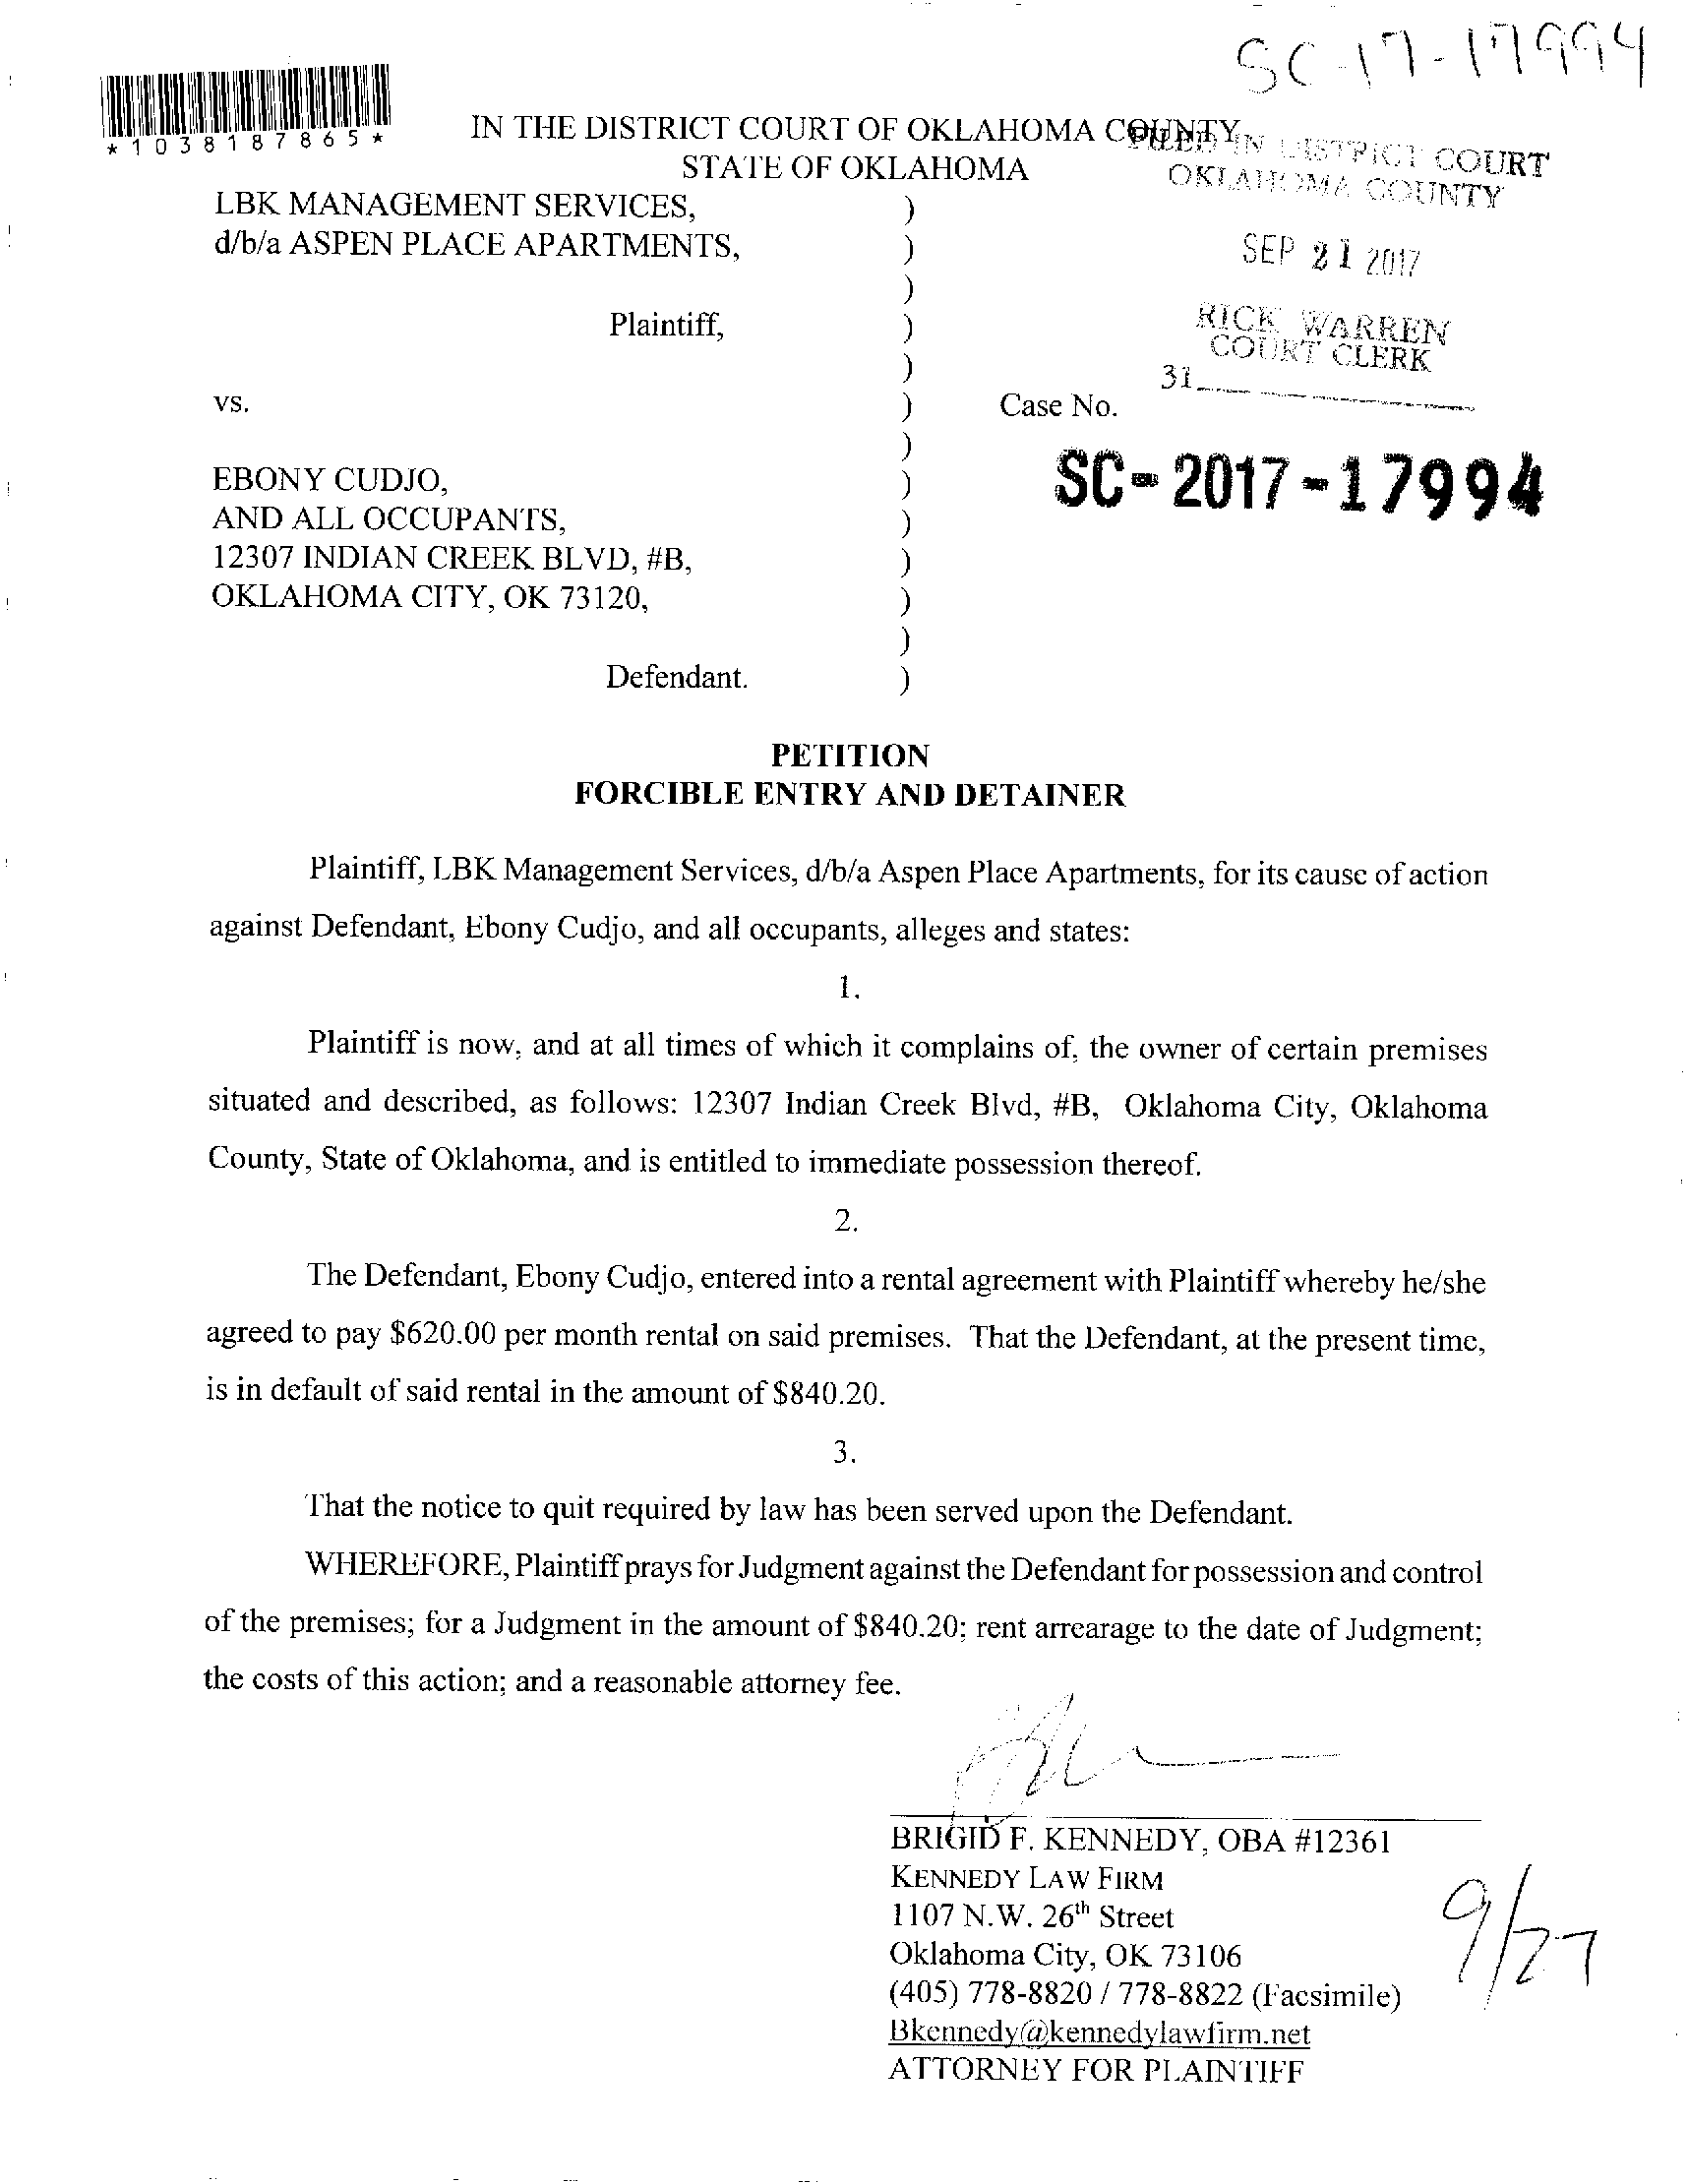 SC-17-17994
*1038187865*
IN THE DISTRICT COURT OF OKLAHOMA COUNTY
STATE OF OKLAHOMA
FILED IN DISTRICT COURT
OKLAHOMA COUNTY
SEP 21 2017
RICK WARREN
COURT CLERK
31
LBK MANAGEMENT SERVICES, )
d/b/a ASPEN PLACE APARTMENTS, )
)
Plaintiff, )
)
vs. ) Case No.
)
SC-2017-17994
EBONY CUDJO, )
AND ALL OCCUPANTS, )
12307 INDIAN CREEK BLVD, #B, )
OKLAHOMA CITY, OK 73120, )
)
Defendant. )
PETITION
FORCIBLE ENTRY AND DETAINER
Plaintiff, LBK Management Services, d/b/a Aspen Place Apartments, for its cause of action
against Defendant, Ebony Cudjo, and all occupants, alleges and states:
1.
Plaintiff is now, and at all times of which it complains of, the owner of certain premises
situated and described, as follows: 12307 Indian Creek Blvd, #B, Oklahoma City, Oklahoma
County, State of Oklahoma, and is entitled to immediate possession thereof.
2.
The Defendant, Ebony Cudjo, entered into a rental agreement with Plaintiff whereby he/she
agreed to pay $620.00 per month rental on said premises. That the Defendant, at the present time,
is in default of said rental in the amount of $840.20.
3.
That the notice to quit required by law has been served upon the Defendant.
WHEREFORE, Plaintiff prays for Judgment against the Defendant for possession and control
of the premises; for a Judgment in the amount of $840.20; rent arrearage to the date of Judgment;
the costs of this action; and a reasonable attorney fee.
BRIGID F. KENNEDY, OBA #12361
KENNEDY LAW FIRM
1107 N.W. 26th Street
Oklahoma City, OK 73106
(405) 778-8820 / 778-8822 (Facsimile)
Bkennedy@kennedylawfirm.net
ATTORNEY FOR PLAINTIFF
9/27